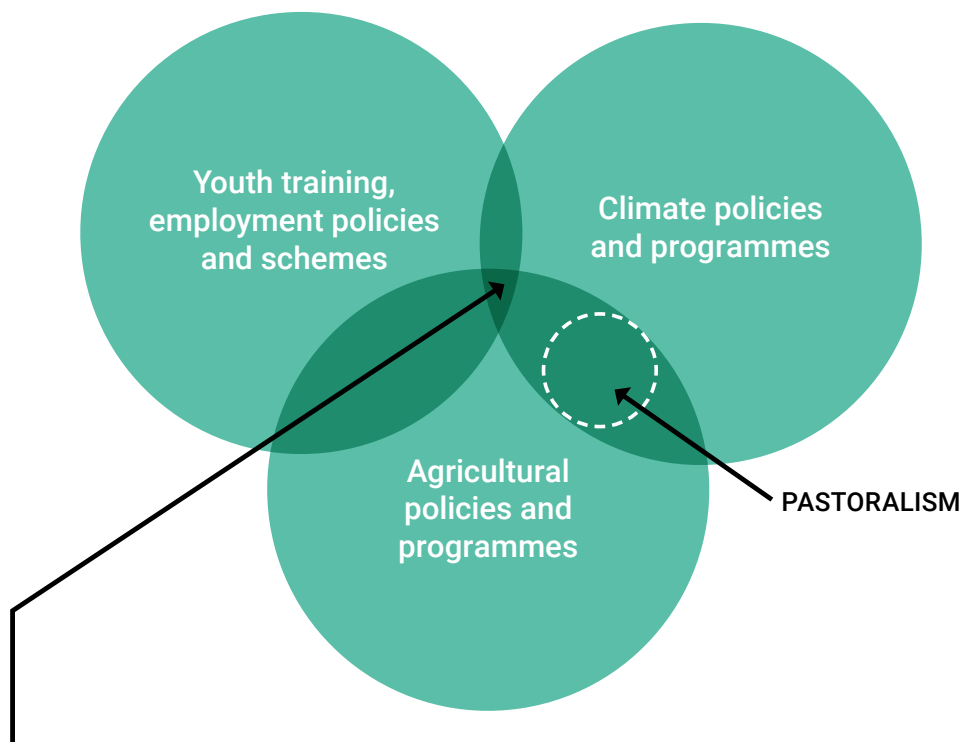 Youth training,
employment policies
and schemes
Climate policies
and programmes
Agricultural
policies and
programmes
PASTORALISM